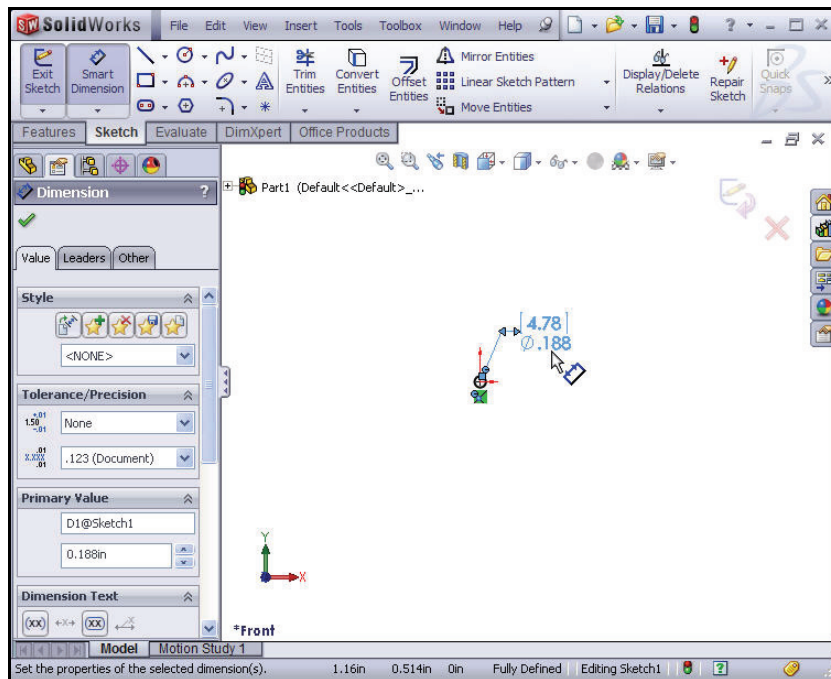 SolidWorks File Edit View Insert Tools Toolbox Window Help ?
Exit Sketch
Smart Dimension
Trim Entities
Convert Entities
Offset Entities
Mirror Entities
Linear Sketch Pattern
Move Entities
Display/Delete Relations
Repair Sketch
Quick Snaps
Features Sketch Evaluate DimXpert Office Products
Part1 (Default<<Default>_...
Dimension ?
Value Leaders Other
Style
<NONE>
Tolerance/Precision
None
.123 (Document)
Primary Value
D1@Sketch1
0.188in
Dimension Text
(xx) (xx)
[4.78]
Ø.188
Y
X
*Front
Model Motion Study 1
Set the properties of the selected dimension(s). 1.16in 0.514in 0in Fully Defined Editing Sketch1 ?